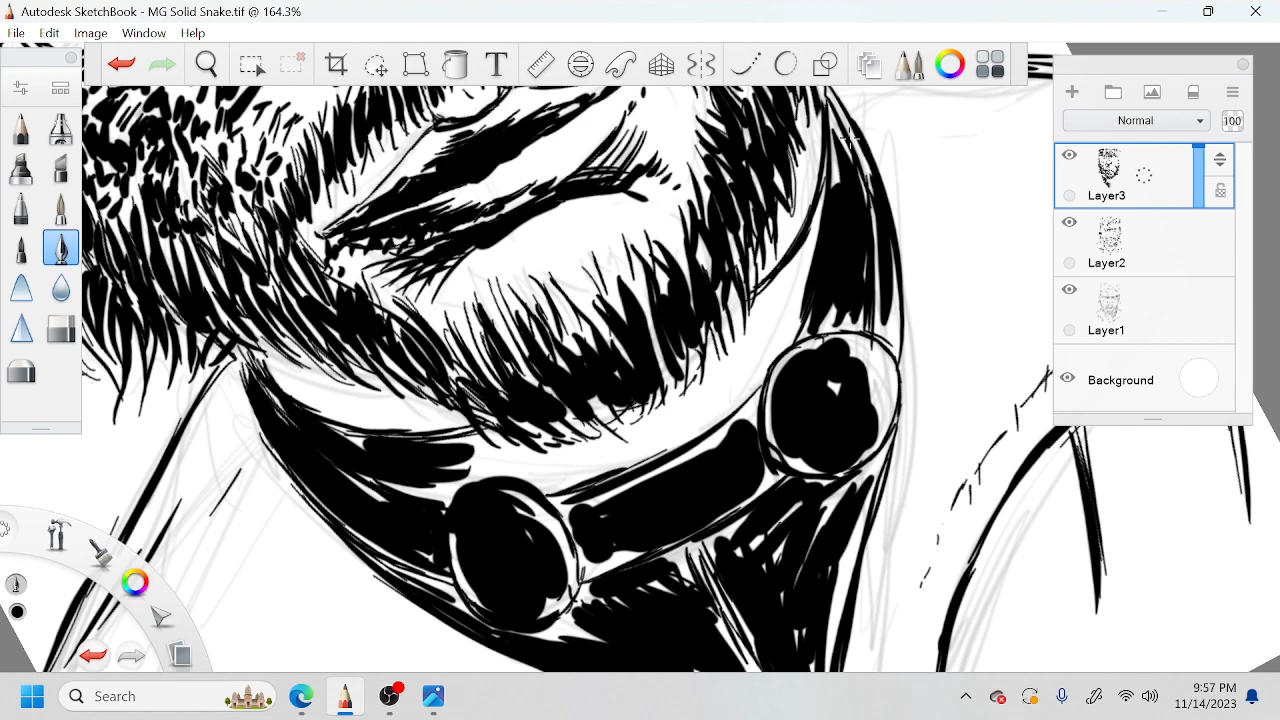 Autodesk SketchBook - MG Solid Snake.tif @ 164.3%
File Edit Image Window Help
T
Normal 100
Layer3
Layer2
Layer1
Background
Search
9:57 PM
11/14/2023